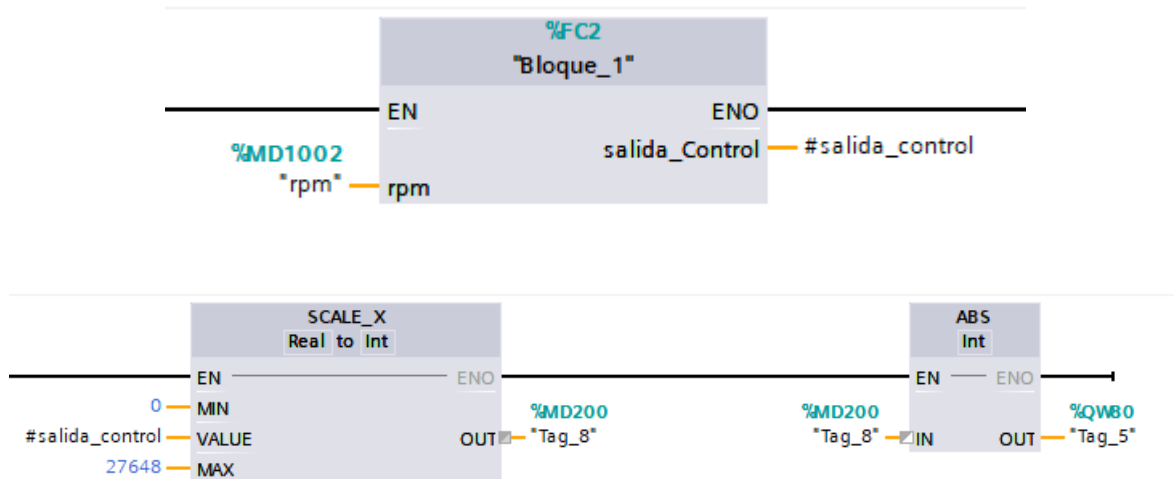 %FC2
"Bloque_1"
EN
ENO
%MD1002
salida_Control
#salida_control
"rpm"
rpm
SCALE_X
Real to Int
ABS
Int
EN
ENO
EN
ENO
0
MIN
%MD200
%MD200
%QW80
#salida_control
VALUE
OUT
"Tag_8"
"Tag_8"
IN
OUT
"Tag_5"
27648
MAX